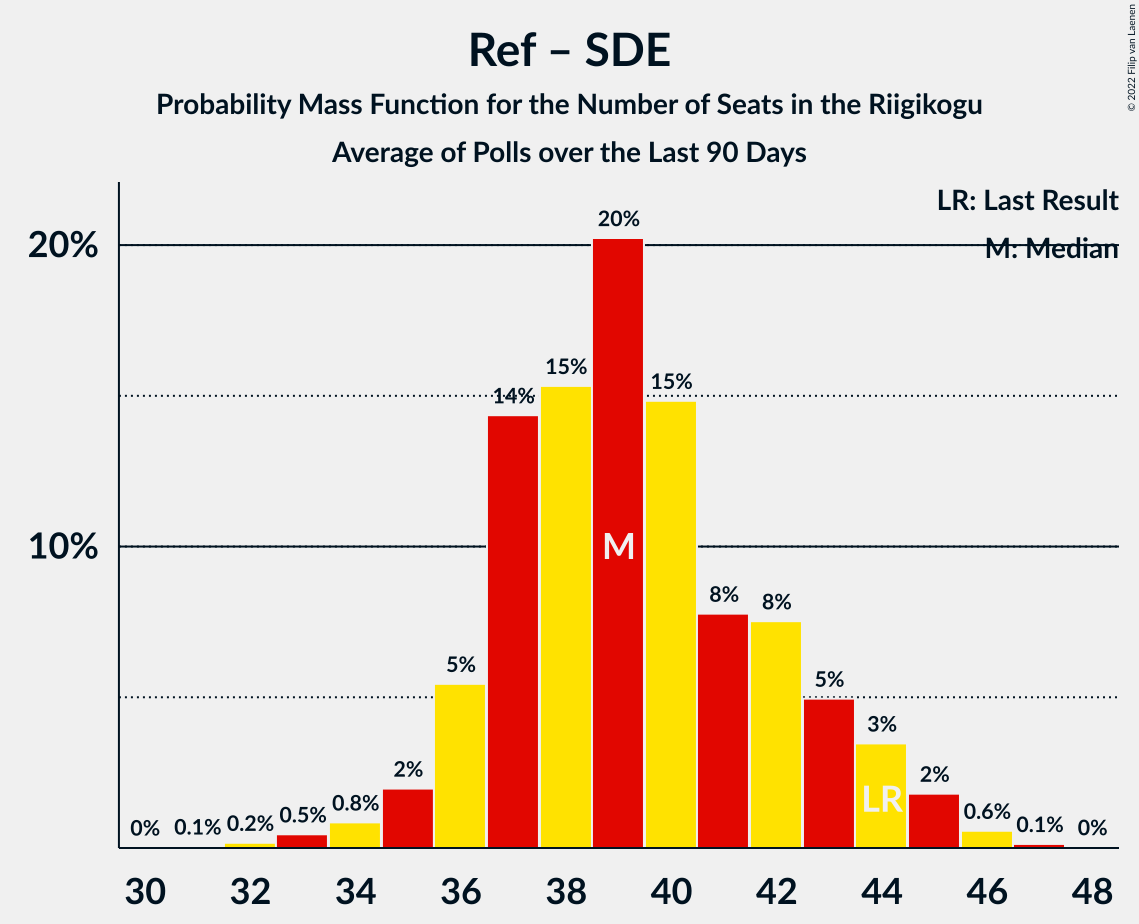 Ref – SDE
Probability Mass Function for the Number of Seats in the Riigikogu
Average of Polls over the Last 90 Days
© 2022 Filip van Laenen
LR: Last Result
M: Median
20%
10%
0%
0.1%
0.2%
0.5%
0.8%
2%
5%
14%
15%
20%
15%
8%
8%
5%
3%
2%
0.6%
0.1%
0%
M
LR
30 32 34 36 38 40 42 44 46 48